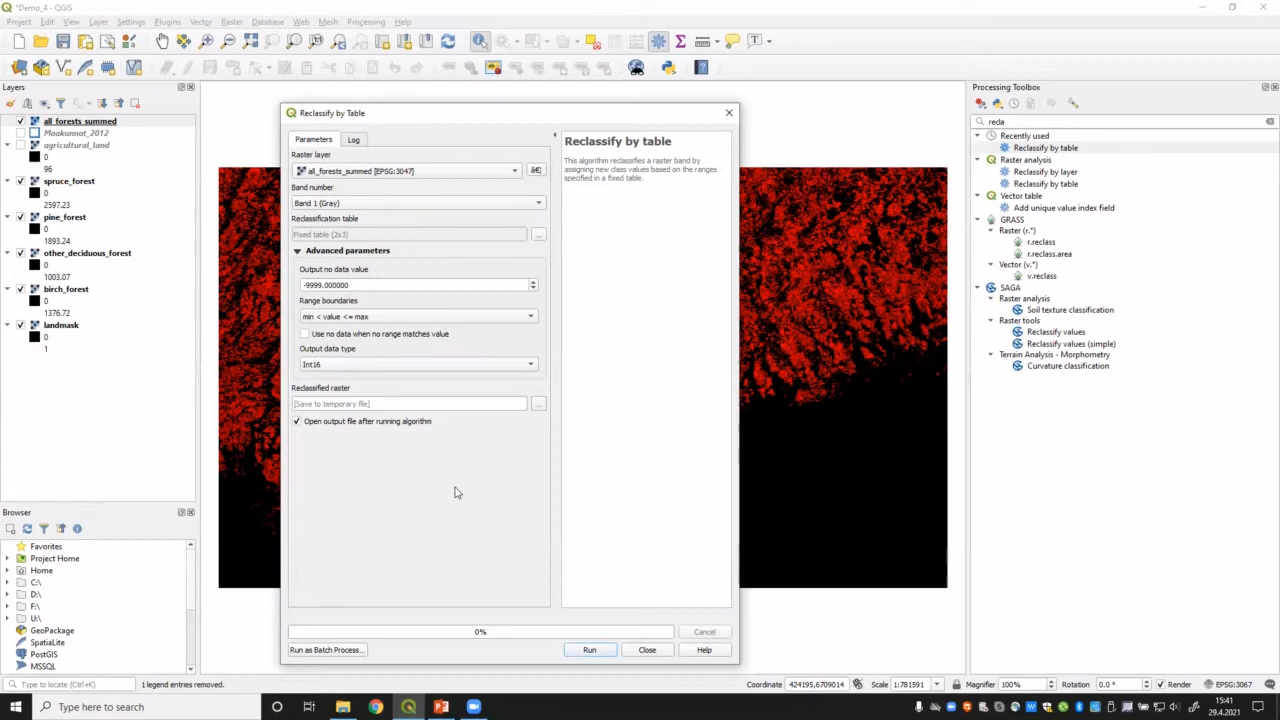 *Demo_4 - QGIS
Project Edit View Layer Settings Plugins Vector Raster Database Web Mesh Processing Help
Layers
all_forests_summed
Maakunnat_2012
agricultural_land
0
96
spruce_forest
0
2597.23
pine_forest
0
1893.24
other_deciduous_forest
0
1003.07
birch_forest
0
1376.72
landmask
0
1
Browser
Favorites
Project Home
Home
C:\
D:\
F:\
U:\
GeoPackage
SpatiaLite
PostGIS
MSSQL
Reclassify by Table
Parameters Log
Raster layer
all_forests_summed [EPSG:3047]
Band number
Band 1 (Gray)
Reclassification table
Fixed table (2x3)
...
Advanced parameters
Output no data value
-9999.000000
Range boundaries
min < value <= max
Use no data when no range matches value
Output data type
Int16
Reclassified raster
[Save to temporary file]
...
Open output file after running algorithm
0%
Cancel
Run as Batch Process...
Run
Close
Help
Reclassify by table
This algorithm reclassifies a raster band by
assigning new class values based on the ranges
specified in a fixed table.
Processing Toolbox
reda
Recently used
Reclassify by table
Raster analysis
Reclassify by layer
Reclassify by table
Vector table
Add unique value index field
GRASS
Raster (r.*)
r.reclass
r.reclass.area
Vector (v.*)
v.reclass
SAGA
Raster analysis
Soil texture classification
Raster tools
Reclassify values
Reclassify values (simple)
Terrain Analysis - Morphometry
Curvature classification
Type to locate (Ctrl+K)
1 legend entries removed.
Coordinate 424195,6709014
Scale 1:781591
Magnifier 100%
Rotation 0.0 °
Render
EPSG:3067
Type here to search
15:41
29.4.2021